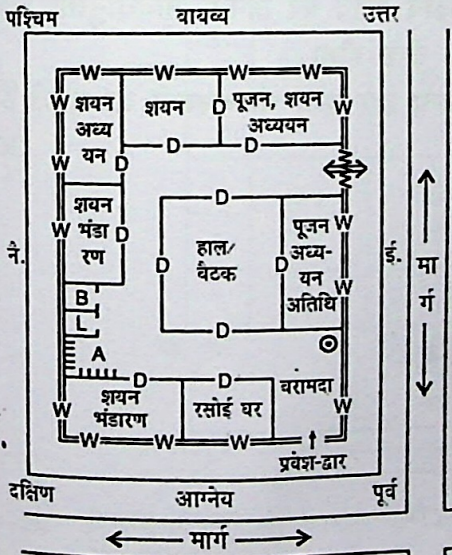 पश्चिम वायव्य उत्तर
W W W W
W शयन अध्य यन
शयन
D
पूजन, शयन अध्ययन
W
W D D D
W शयन भंडा रण D
D
हाल/ बैटक
D D
पूजन अध्य- यन अतिथि
W
W
नै. ई.
मा र्ग
B
L
A
D
D D
W शयन भंडारण
रसोई घर
वरामदा W
W W W
प्रवेश-द्वार
दक्षिण आग्नेय पूर्व
मार्ग